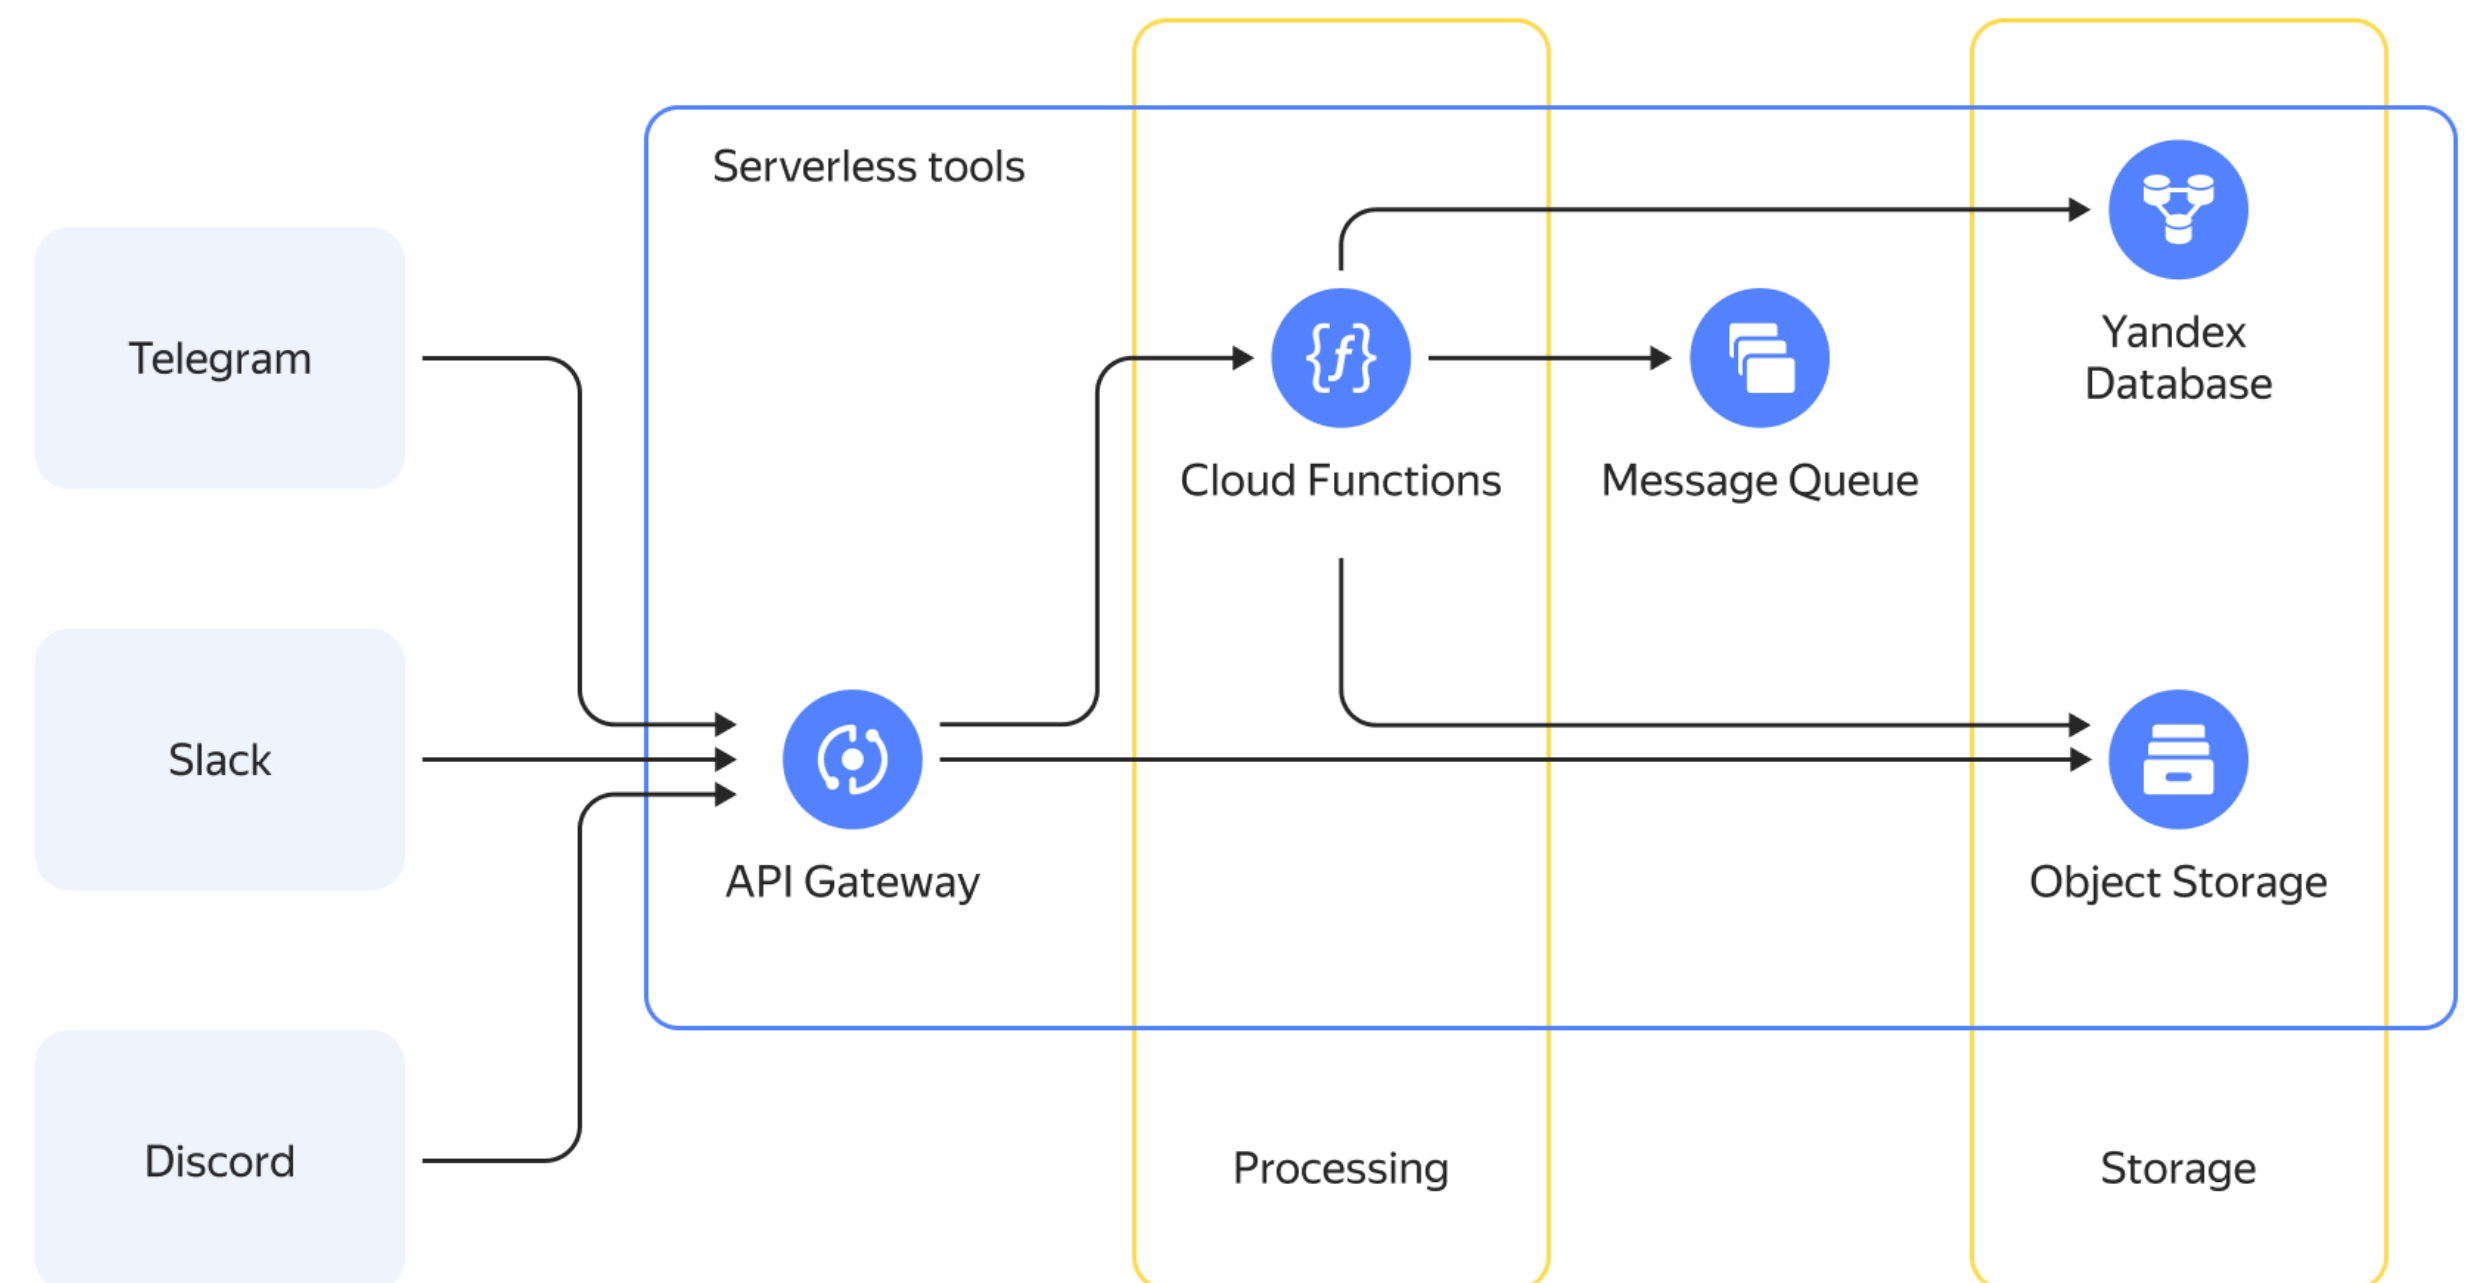 Serverless tools
Telegram
Slack
Discord
API Gateway
Cloud Functions
Message Queue
Yandex
Database
Object Storage
Processing
Storage